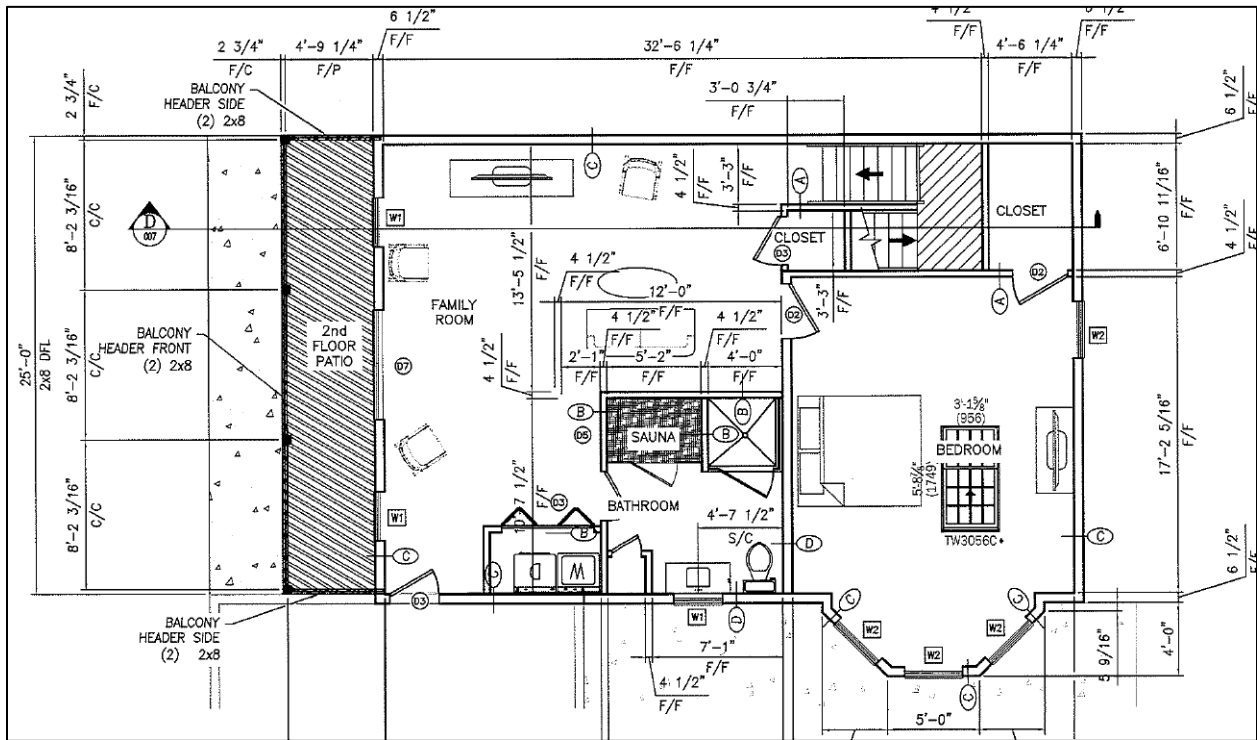 6 1/2"
F/F
2 3/4"
F/C
4'-9 1/4"
F/P
32'-6 1/4"
F/F
F/F
4'-6 1/4"
F/F
F/F
2 3/4"
F/C
BALCONY
HEADER SIDE
(2) 2x8
3'-0 3/4"
F/F
6 1/2"
F/F
25'-0"
2x8 DFL
8'-2 3/16"
C/C
8'-2 3/16"
C/C
8'-2 3/16"
C/C
D
007
BALCONY
HEADER FRONT
(2) 2x8
2nd
FLOOR
PATIO
BALCONY
HEADER SIDE
(2) 2x8
W1
W1
D7
C
D3
FAMILY
ROOM
C
13'-5 1/2"
F/F
4 1/2"
F/F
3'-3"
F/F
A
CLOSET
D3
CLOSET
D2
A
3'-3"
F/F
4 1/2"
F/F
12'-0"
F/F
D2
4 1/2"
F/F
4 1/2"
F/F
2'-1"
F/F
5'-2"
F/F
4'-0"
F/F
4 1/2"
F/F
B
D5
SAUNA
B
B
BATHROOM
10'-7 1/2"
F/F
D3
B
4'-7 1/2"
S/C
D
C
D
W
W1
D
7'-1"
F/F
4 1/2"
F/F
3'-1 5/8"
(956)
BEDROOM
5'-8 7/8"
(1749)
TW3056C
C
W2
6'-10 11/16"
F/F
4 1/2"
F/F
17'-2 5/16"
F/F
6 1/2"
F/F
4'-0"
5 9/16"
C
C
W2
W2
W2
C
5'-0"